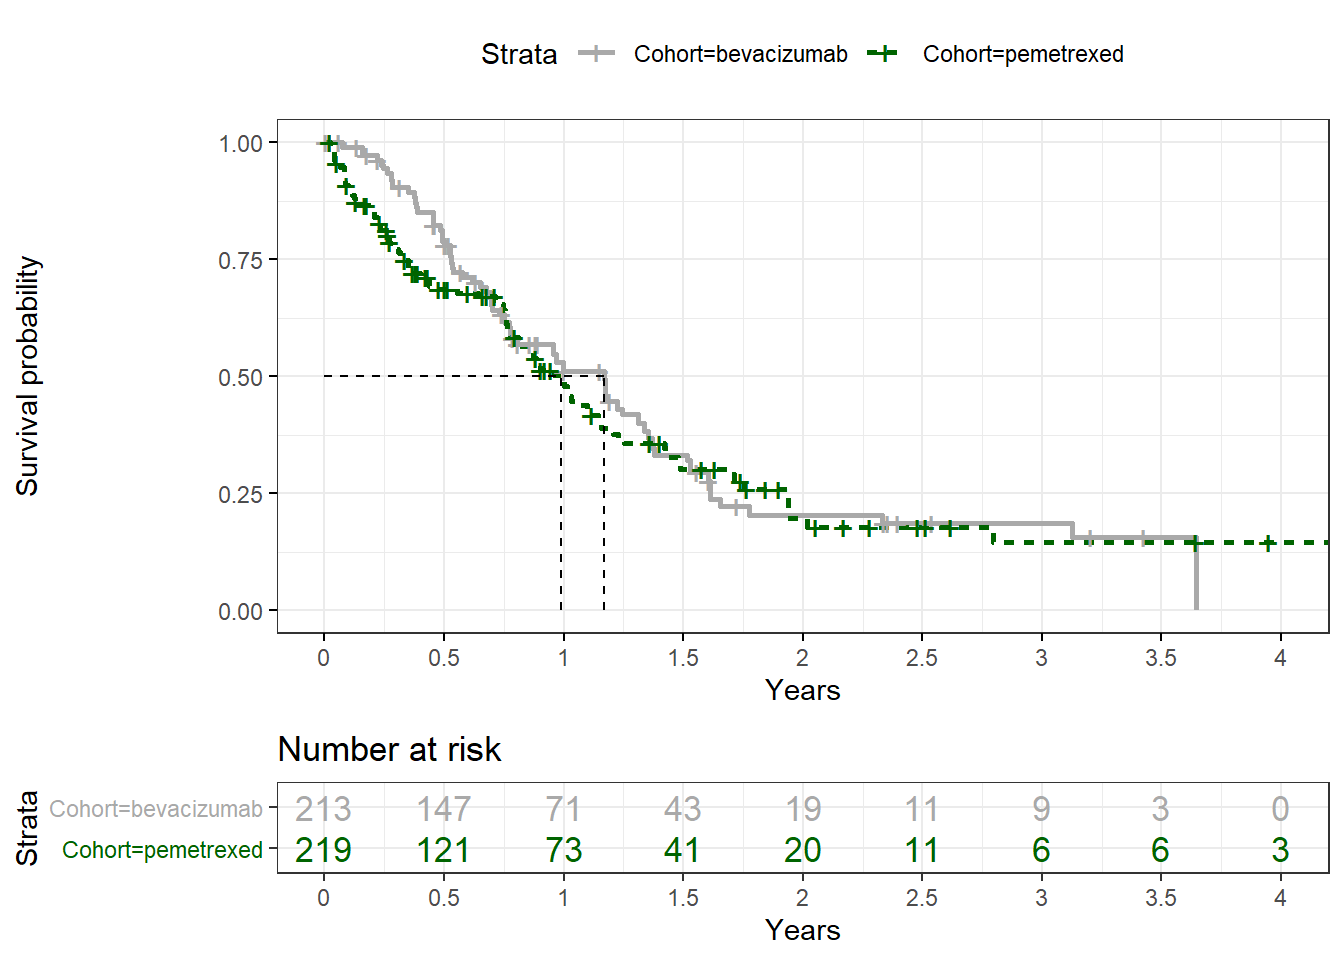 Strata Cohort=bevacizumab Cohort=pemetrexed
Survival probability
1.00
0.75
0.50
0.25
0.00
0 0.5 1 1.5 2 2.5 3 3.5 4
Years
Number at risk
Strata
Cohort=bevacizumab 213 147 71 43 19 11 9 3 0
Cohort=pemetrexed 219 121 73 41 20 11 6 6 3
0 0.5 1 1.5 2 2.5 3 3.5 4
Years